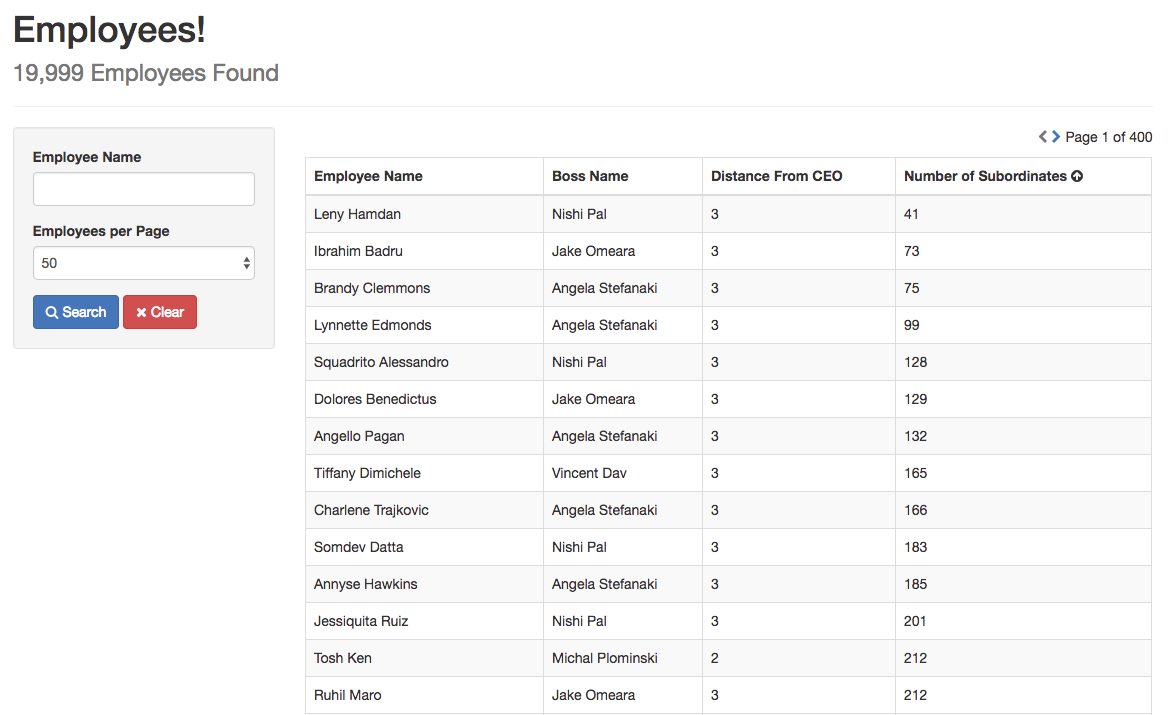 Employees!
19,999 Employees Found
Employee Name
Employees per Page
50
Search Clear
Page 1 of 400
Employee Name Boss Name Distance From CEO Number of Subordinates
Leny Hamdan Nishi Pal 3 41
Ibrahim Badru Jake Omeara 3 73
Brandy Clemmons Angela Stefanaki 3 75
Lynnette Edmonds Angela Stefanaki 3 99
Squadrito Alessandro Nishi Pal 3 128
Dolores Benedictus Jake Omeara 3 129
Angello Pagan Angela Stefanaki 3 132
Tiffany Dimichele Vincent Dav 3 165
Charlene Trajkovic Angela Stefanaki 3 166
Somdev Datta Nishi Pal 3 183
Annyse Hawkins Angela Stefanaki 3 185
Jessiquita Ruiz Nishi Pal 3 201
Tosh Ken Michal Plominski 2 212
Ruhil Maro Jake Omeara 3 212